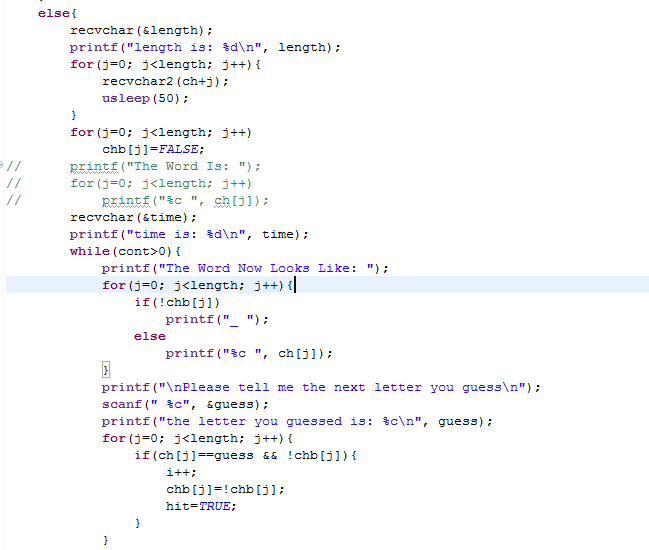 else{
recvchar(&length);
printf("length is: %d\n", length);
for(j=0; j<length; j++){
recvchar2(ch+j);
usleep(50);
}
for(j=0; j<length; j++)
chb[j]=FALSE;
// printf("The Word Is: ");
// for(j=0; j<length; j++)
// printf("%c ", ch[j]);
recvchar(&time);
printf("time is: %d\n", time);
while(cont>0){
printf("The Word Now Looks Like: ");
for(j=0; j<length; j++){
if(!chb[j])
printf("_ ");
else
printf("%c ", ch[j]);
}
printf("\nPlease tell me the next letter you guess\n");
scanf(" %c", &guess);
printf("the letter you guessed is: %c\n", guess);
for(j=0; j<length; j++){
if(ch[j]==guess && !chb[j]){
i++;
chb[j]=!chb[j];
hit=TRUE;
}
}